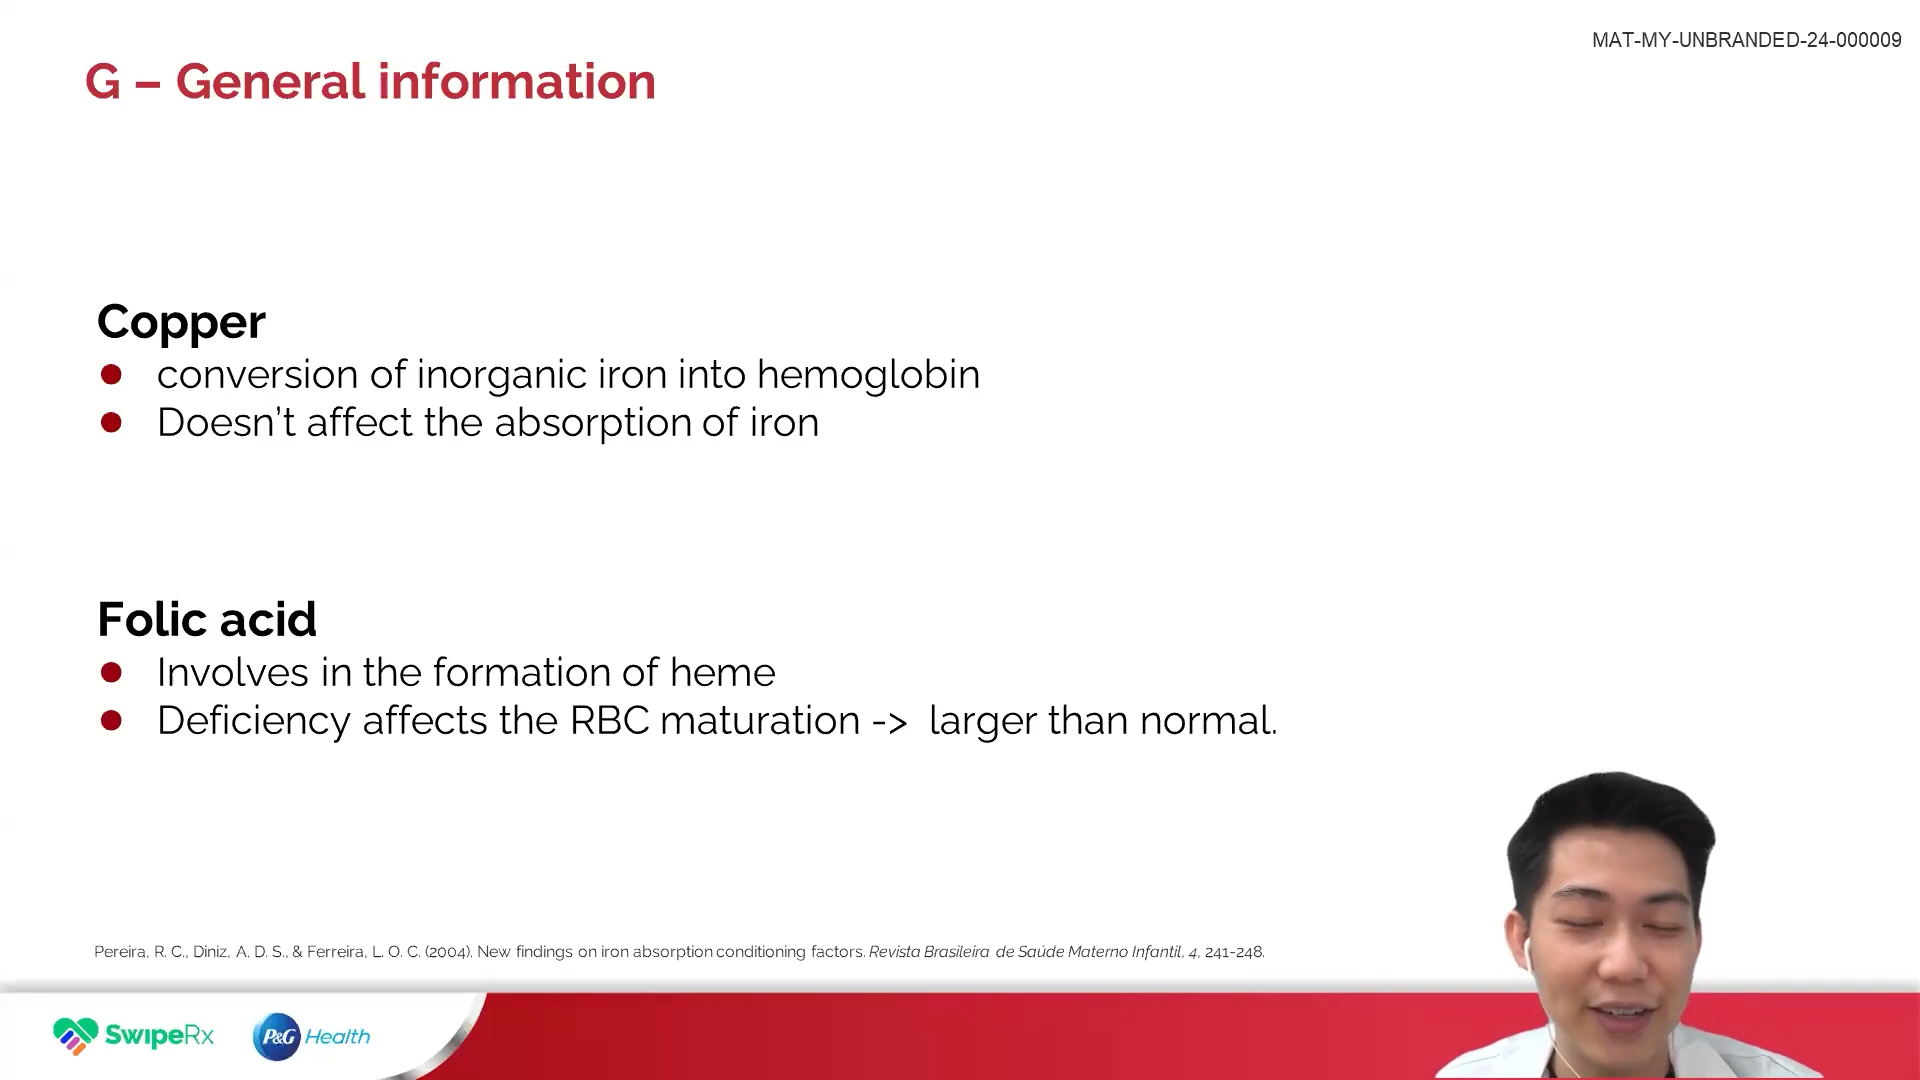 MAT-MY-UNBRANDED-24-000009
G – General information
Copper
● conversion of inorganic iron into hemoglobin
● Doesn't affect the absorption of iron
Folic acid
● Involves in the formation of heme
● Deficiency affects the RBC maturation -> larger than normal.
Pereira, R. C., Diniz, A. D. S., & Ferreira, L. O. C. (2004). New findings on iron absorption conditioning factors. Revista Brasileira de Saúde Materno Infantil, 4, 241-248.
SwipeRx P&G Health